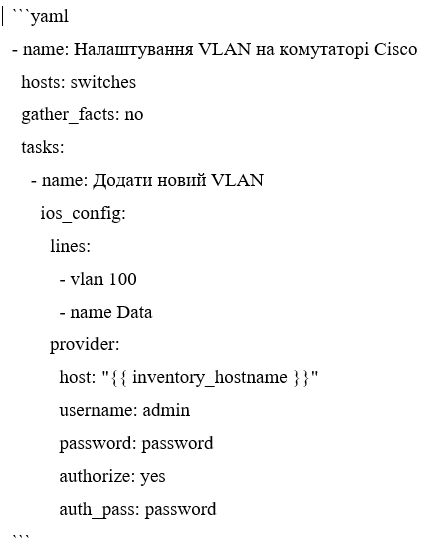 ```yaml
- name: Налаштування VLAN на комутаторі Cisco
hosts: switches
gather_facts: no
tasks:
- name: Додати новий VLAN
ios_config:
lines:
- vlan 100
- name Data
provider:
host: "{{ inventory_hostname }}"
username: admin
password: password
authorize: yes
auth_pass: password
```